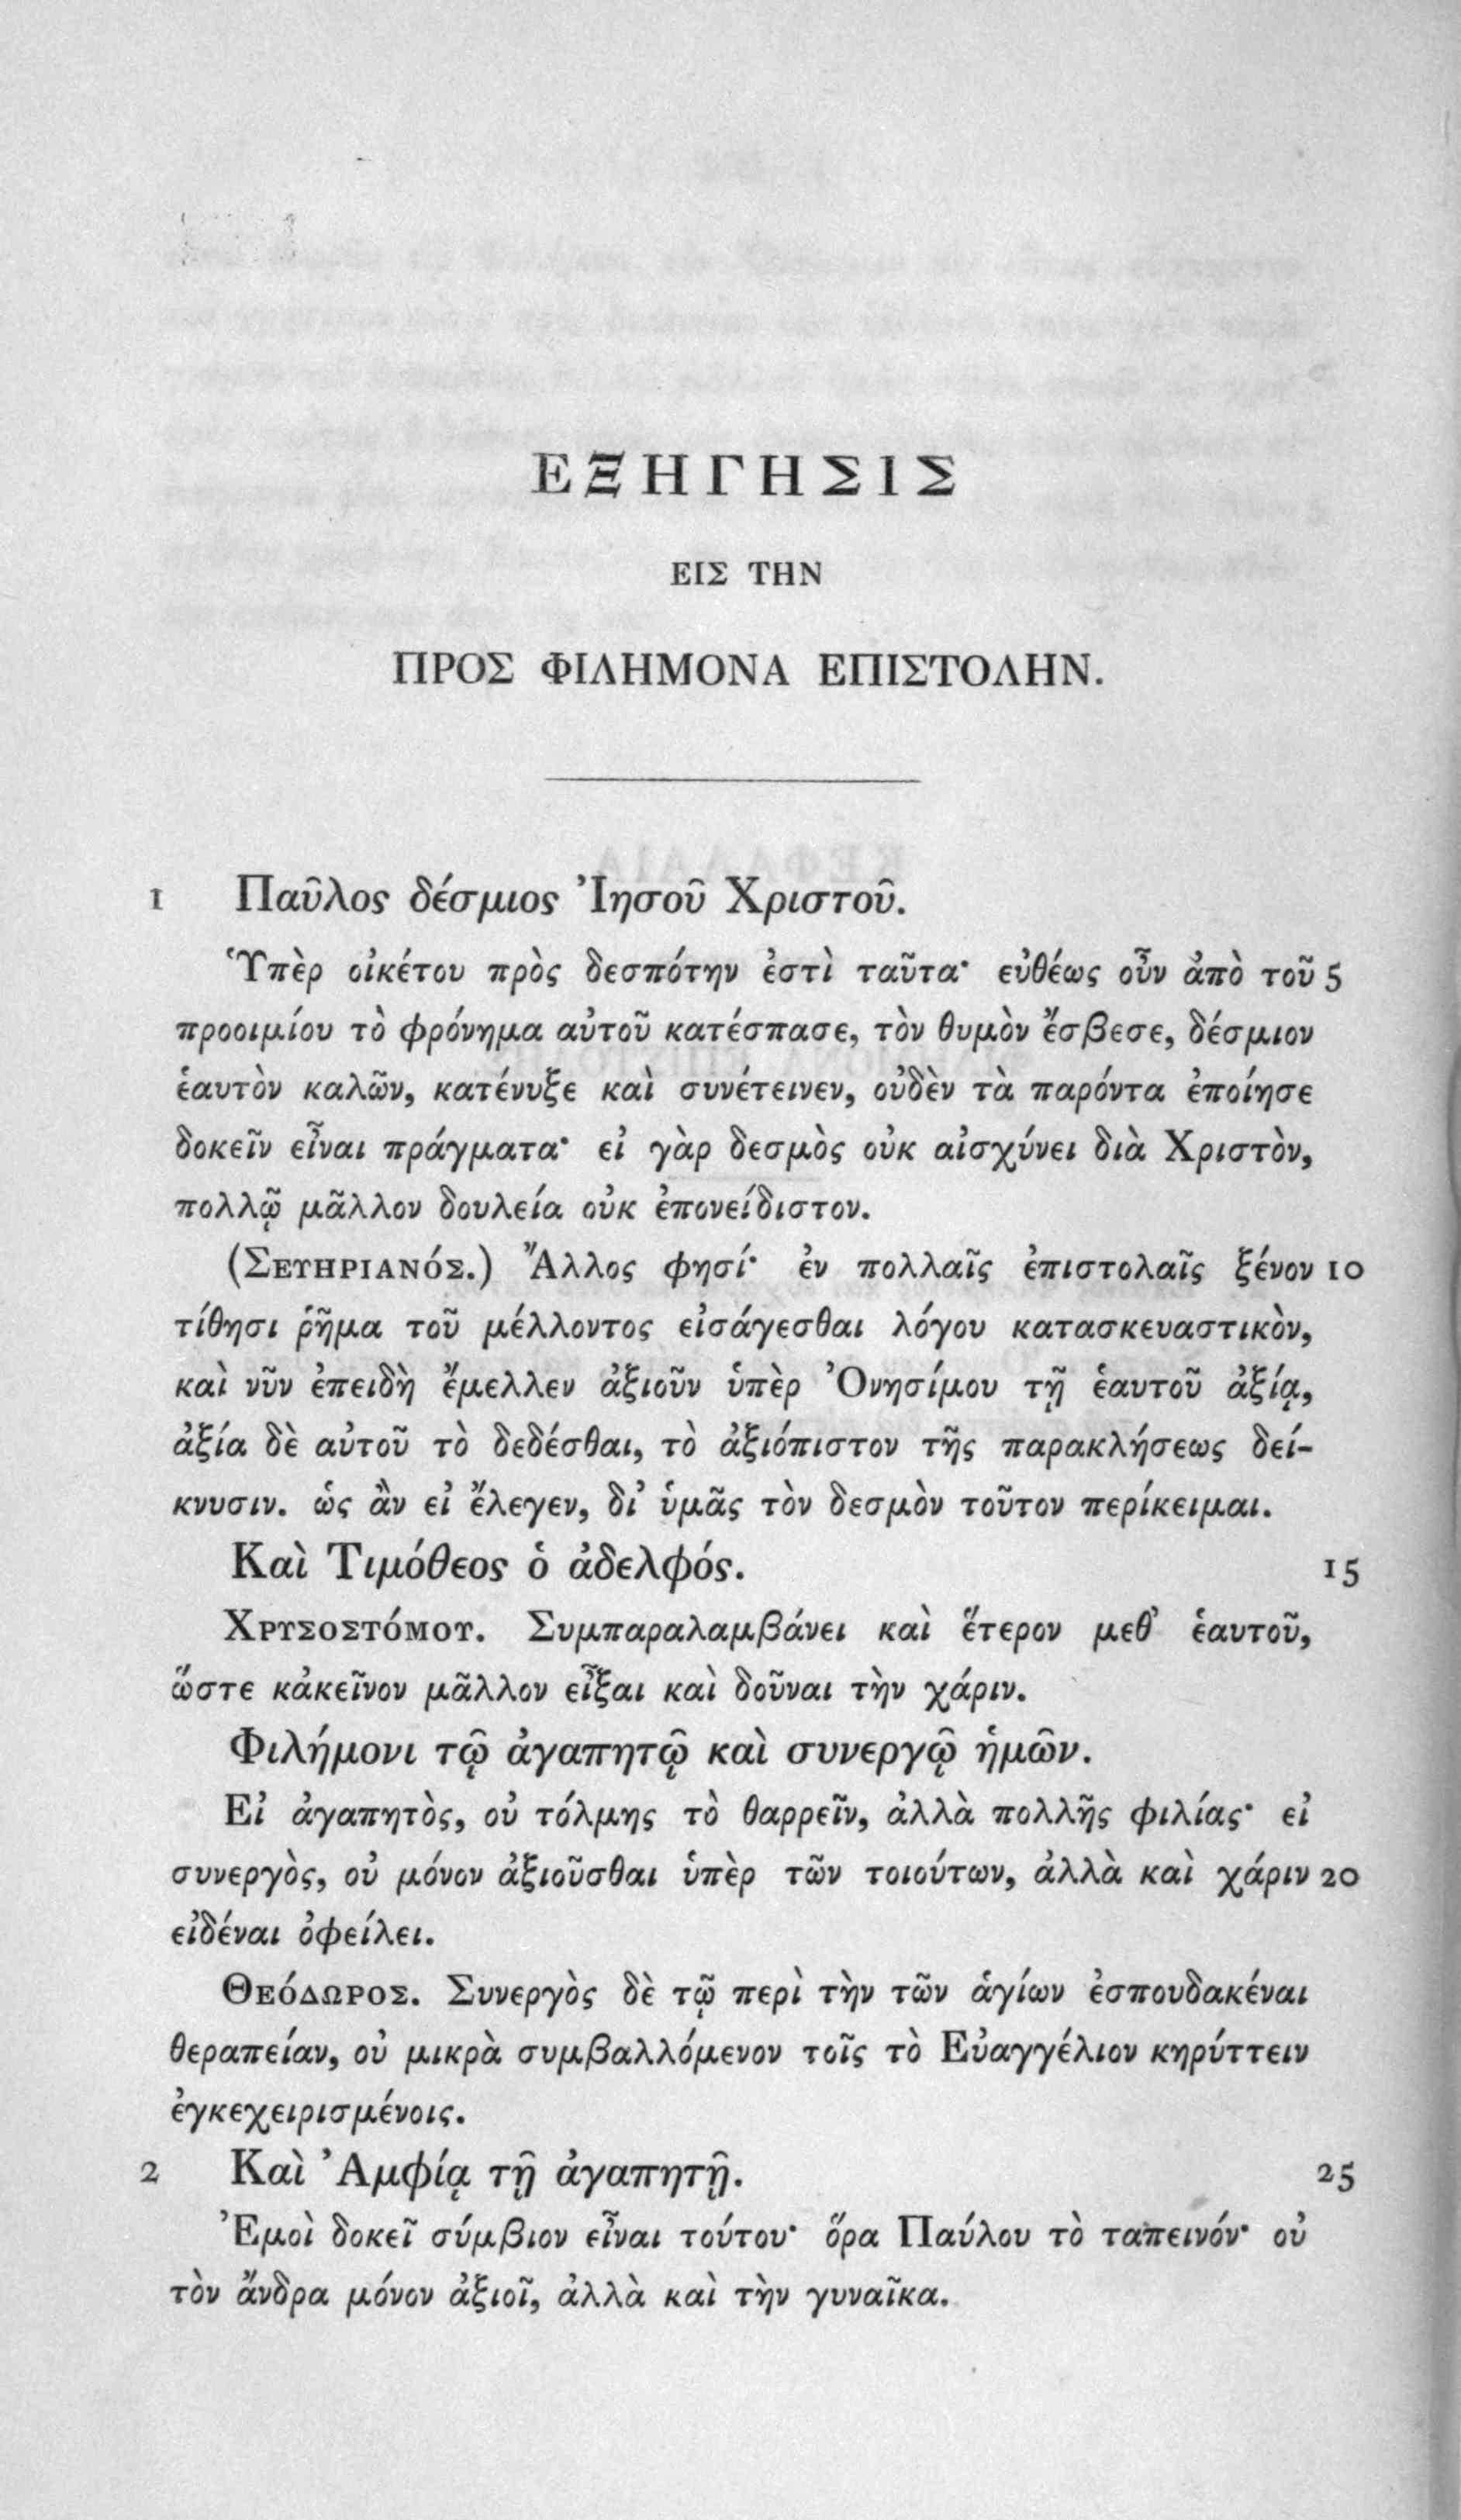 ΕΞΗΓΗΣΙΣ
ΕΙΣ ΤΗΝ
ΠΡΟΣ ΦΙΛΗΜΟΝΑ ΕΠΙΣΤΟΛΗΝ.
1 Παῦλος δέσμιος Ἰησοῦ Χριστοῦ.
Ὑπὲρ οἰκέτου πρὸς δεσπότην ἐστὶ ταῦτα· εὐθέως οὖν ἀπὸ τοῦ 5
προοιμίου τὸ φρόνημα αὐτοῦ κατέσπασε, τὸν θυμὸν ἔσβεσε, δέσμιον
ἑαυτὸν καλῶν, κατένυξε καὶ συνέτεινεν, οὐδὲν τὰ παρόντα ἐποίησε
δοκεῖν εἶναι πράγματα· εἰ γὰρ δεσμὸς οὐκ αἰσχύνει διὰ Χριστὸν,
πολλῷ μᾶλλον δουλεία οὐκ ἐπονείδιστον.
(ΣΕΥΗΡΙΑΝΌΣ.) Ἄλλος φησί· ἐν πολλαῖς ἐπιστολαῖς ξένον 10
τίθησι ῥῆμα τοῦ μέλλοντος εἰσάγεσθαι λόγου κατασκευαστικὸν,
καὶ νῦν ἐπειδὴ ἔμελλεν ἀξιοῦν ὑπὲρ Ὀνησίμου τῇ ἑαυτοῦ ἀξίᾳ,
ἀξία δὲ αὐτοῦ τὸ δεδέσθαι, τὸ ἀξιόπιστον τῆς παρακλήσεως δεί-
κνυσιν. ὡς ἂν εἰ ἔλεγεν, δι’ ὑμᾶς τὸν δεσμὸν τοῦτον περίκειμαι.
Καὶ Τιμόθεος ὁ ἀδελφός. 15
ΧΡΥΣΟΣΤΌΜΟΥ. Συμπαραλαμβάνει καὶ ἕτερον μεθ’ ἑαυτοῦ,
ὥστε κἀκεῖνον μᾶλλον εἶξαι καὶ δοῦναι τὴν χάριν.
Φιλήμονι τῷ ἀγαπητῷ καὶ συνεργῷ ἡμῶν.
Εἰ ἀγαπητὸς, οὐ τόλμης τὸ θαρρεῖν, ἀλλὰ πολλῆς φιλίας· εἰ
συνεργὸς, οὐ μόνον ἀξιοῦσθαι ὑπὲρ τῶν τοιούτων, ἀλλὰ καὶ χάριν 20
εἰδέναι ὀφείλει.
ΘΕΌΔΩΡΟΣ. Συνεργὸς δὲ τῷ περὶ τὴν τῶν ἁγίων ἐσπουδακέναι
θεραπείαν, οὐ μικρὰ συμβαλλόμενον τοῖς τὸ Εὐαγγέλιον κηρύττειν
ἐγκεχειρισμένοις.
2 Καὶ Ἀμφίᾳ τῇ ἀγαπητῇ. 25
Ἐμοὶ δοκεῖ σύμβιον εἶναι τούτου· ὅρα Παύλου τὸ ταπεινόν· οὐ
τὸν ἄνδρα μόνον ἀξιοῖ, ἀλλὰ καὶ τὴν γυναῖκα.